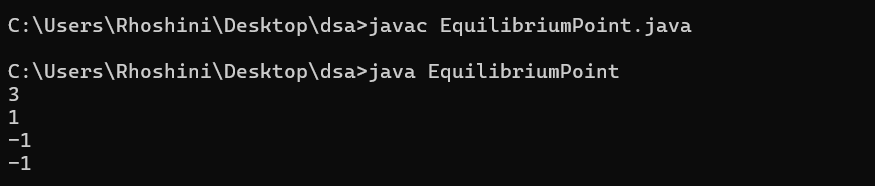 C:\Users\Rhoshini\Desktop\dsa>javac EquilibriumPoint.java
C:\Users\Rhoshini\Desktop\dsa>java EquilibriumPoint
3
1
-1
-1